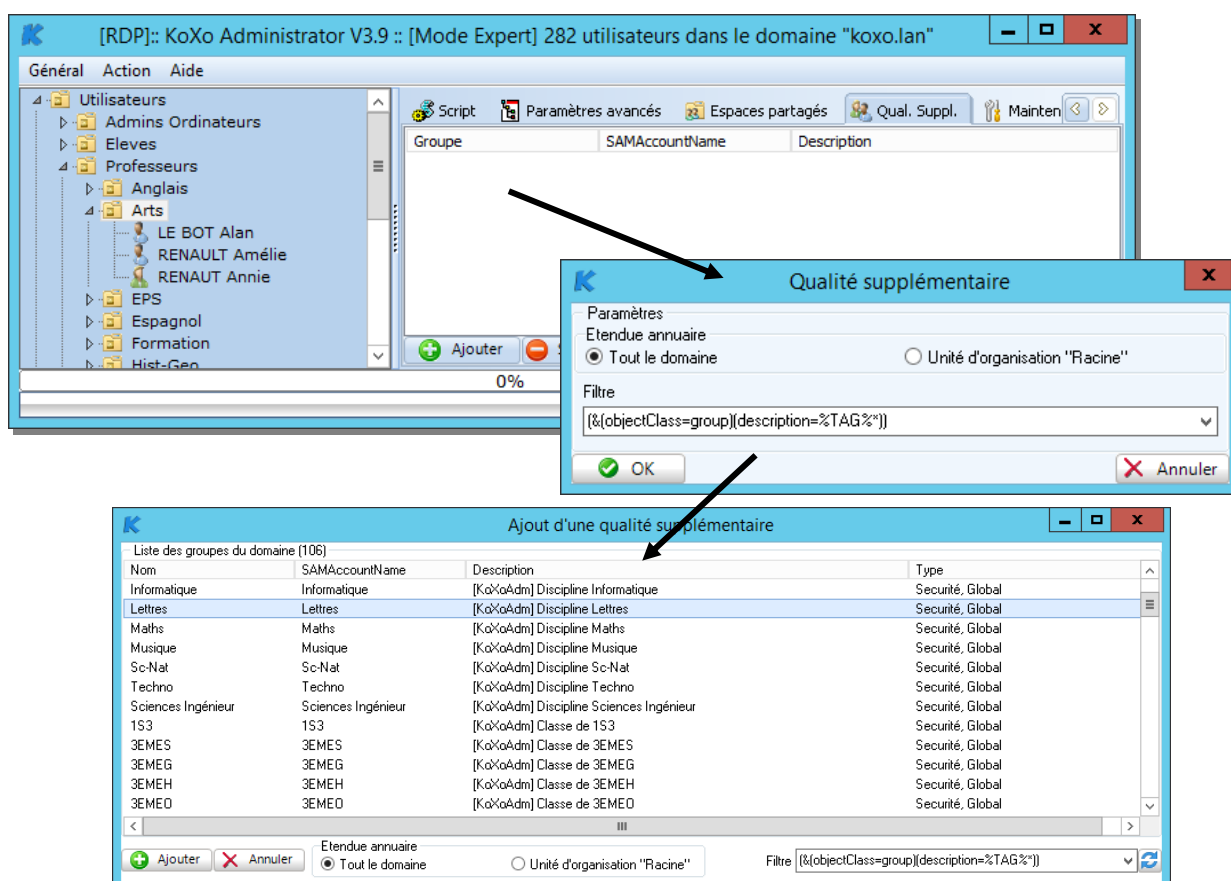 [RDP]:: KoXo Administrator V3.9 :: [Mode Expert] 282 utilisateurs dans le domaine "koxo.lan"
Général Action Aide
Utilisateurs
Admins Ordinateurs
Eleves
Professeurs
Anglais
Arts
LE BOT Alan
RENAULT Amélie
RENAUT Annie
EPS
Espagnol
Formation
Hist-Geo
Script Paramètres avancés Espaces partagés Qual. Suppl. Mainten
Groupe SAMAccountName Description
Ajouter
0%
Qualité supplémentaire
Paramètres
Etendue annuaire
Tout le domaine Unité d'organisation "Racine"
Filtre
(&(objectClass=group)(description=%TAG%*))
OK Annuler
Ajout d'une qualité supplémentaire
Liste des groupes du domaine (106)
Nom SAMAccountName Description Type
Informatique Informatique [KoXoAdm] Discipline Informatique Securité, Global
Lettres Lettres [KoXoAdm] Discipline Lettres Securité, Global
Maths Maths [KoXoAdm] Discipline Maths Securité, Global
Musique Musique [KoXoAdm] Discipline Musique Securité, Global
Sc-Nat Sc-Nat [KoXoAdm] Discipline Sc-Nat Securité, Global
Techno Techno [KoXoAdm] Discipline Techno Securité, Global
Sciences Ingénieur Sciences Ingénieur [KoXoAdm] Discipline Sciences Ingénieur Securité, Global
1S3 1S3 [KoXoAdm] Classe de 1S3 Securité, Global
3EMES 3EMES [KoXoAdm] Classe de 3EMES Securité, Global
3EMEG 3EMEG [KoXoAdm] Classe de 3EMEG Securité, Global
3EMEH 3EMEH [KoXoAdm] Classe de 3EMEH Securité, Global
3EMEO 3EMEO [KoXoAdm] Classe de 3EMEO Securité, Global
Ajouter Annuler
Etendue annuaire
Tout le domaine Unité d'organisation "Racine"
Filtre (&(objectClass=group)(description=%TAG%*))